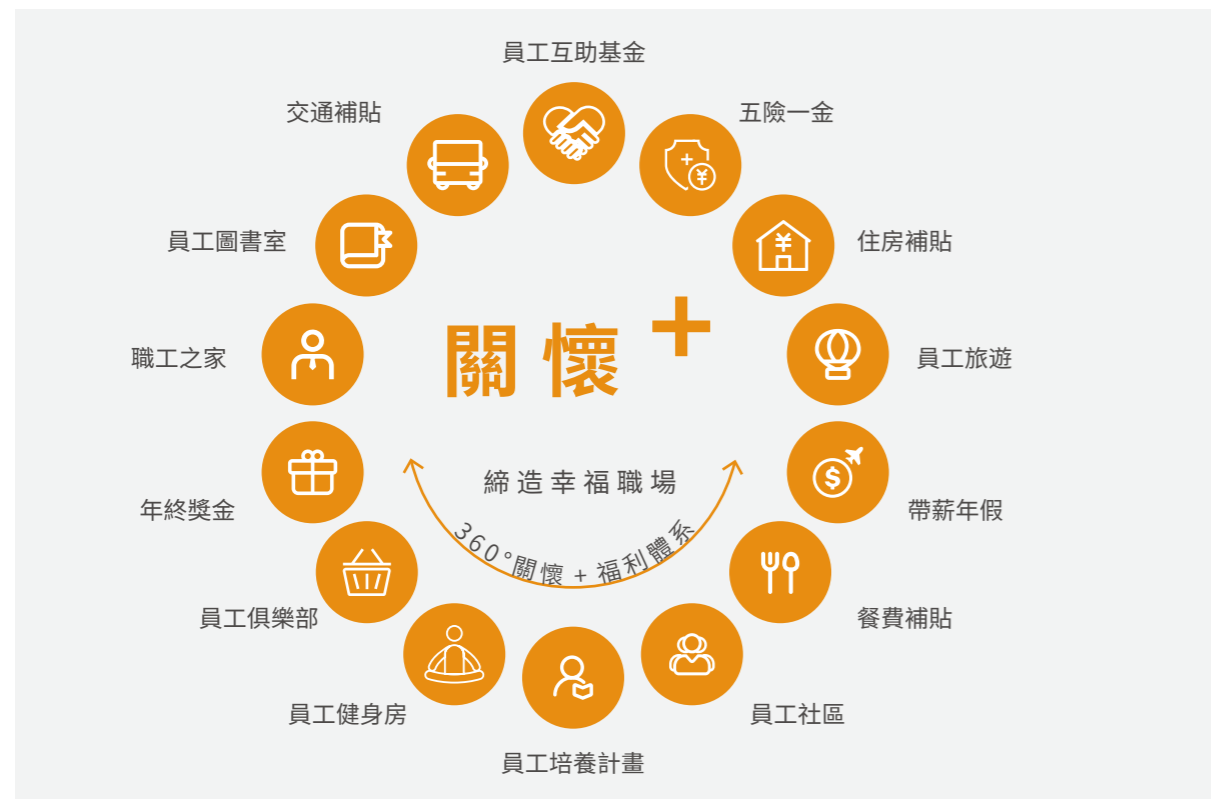 員工互助基金
交通補貼
五險一金
員工圖書室
住房補貼
關懷+
職工之家
員工旅遊
締造幸福職場
360°關懷+福利體系
年終獎金
帶薪年假
員工俱樂部
餐費補貼
員工健身房
員工社區
員工培養計畫